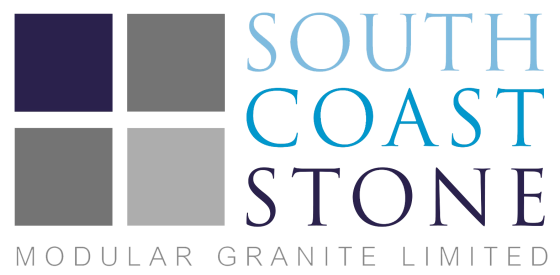 SOUTH
COAST
STONE
MODULAR GRANITE LIMITED